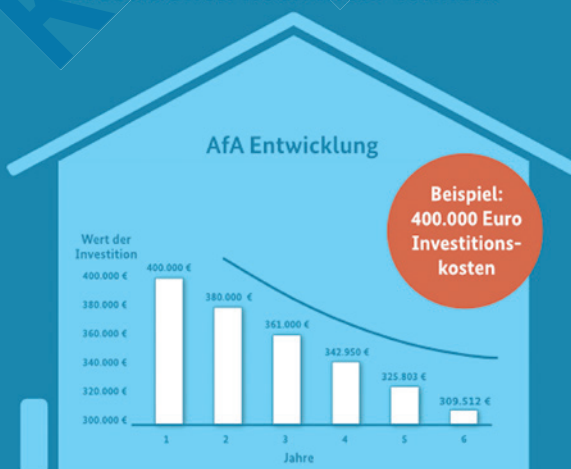 AfA Entwicklung
Beispiel:
400.000 Euro
Investitions-
kosten
Wert der
Investition
400.000 €
380.000 €
360.000 €
340.000 €
320.000 €
300.000 €
400.000 €
380.000 €
361.000 €
342.950 €
325.803 €
309.512 €
1 2 3 4 5 6
Jahre